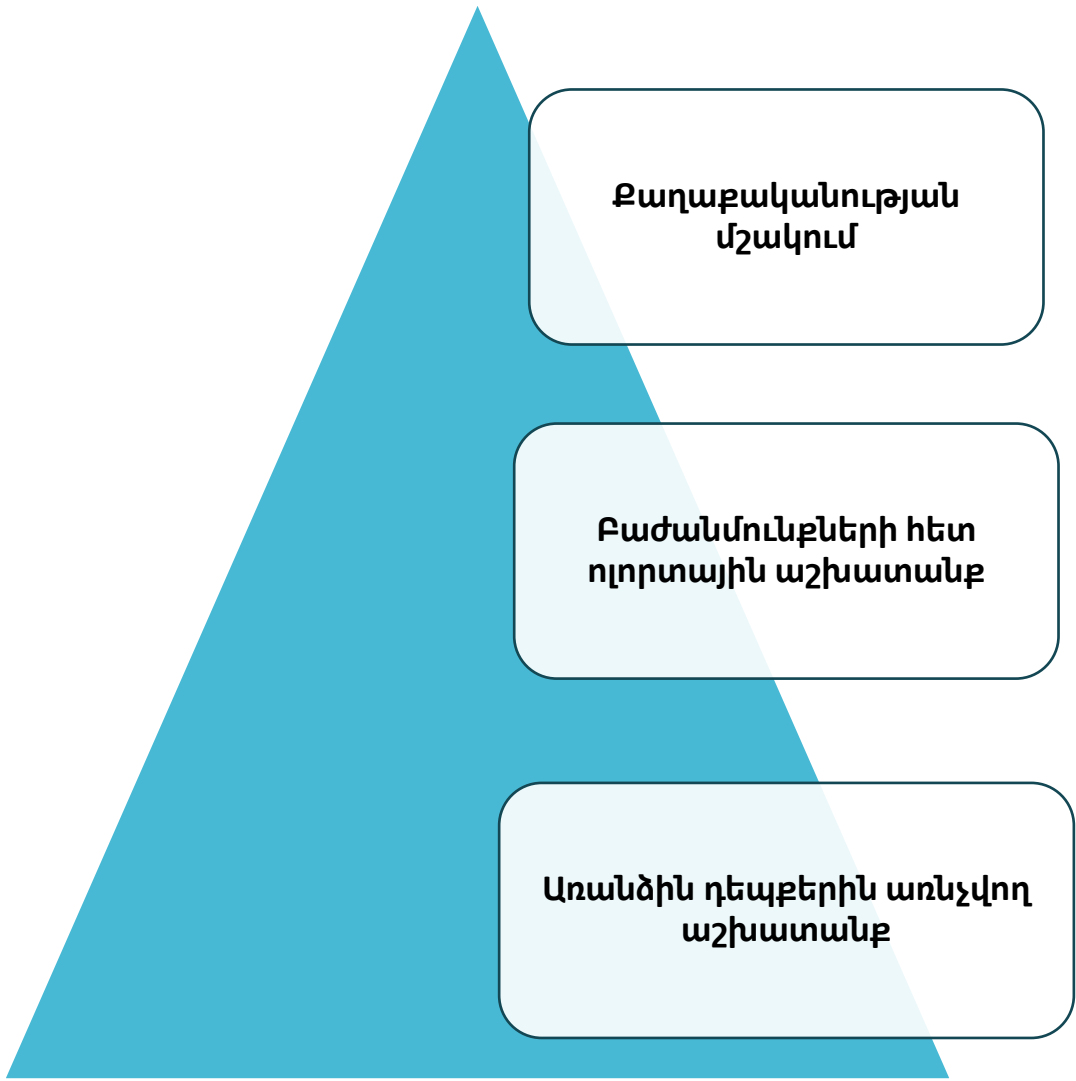 Քաղաքականության
մշակում
Բաժանմունքների հետ
ոլորտային աշխատանք
Առանձին դեպքերին առնչվող
աշխատանք